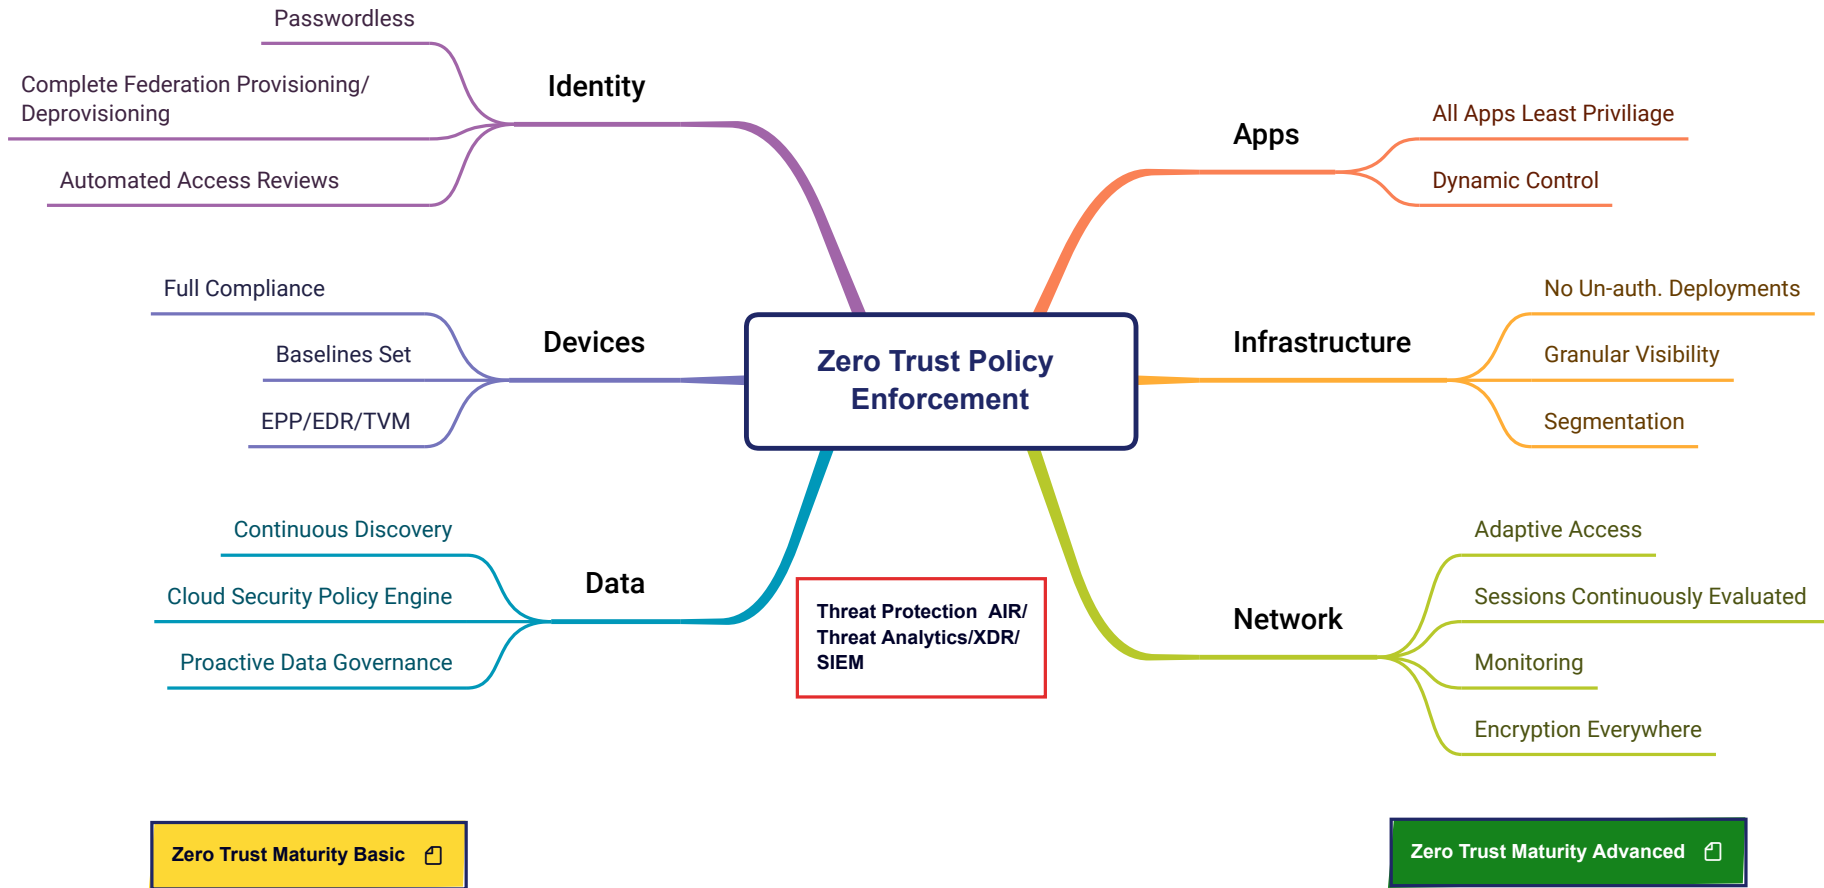 Passwordless
Complete Federation Provisioning/
Deprovisioning
Automated Access Reviews
Identity
Full Compliance
Baselines Set
EPP/EDR/TVM
Devices
Continuous Discovery
Cloud Security Policy Engine
Proactive Data Governance
Data
Zero Trust Policy
Enforcement
Threat Protection  AIR/
Threat Analytics/XDR/
SIEM
Apps
All Apps Least Priviliage
Dynamic Control
Infrastructure
No Un-auth. Deployments
Granular Visibility
Segmentation
Network
Adaptive Access
Sessions Continuously Evaluated
Monitoring
Encryption Everywhere
Zero Trust Maturity Basic
Zero Trust Maturity Advanced